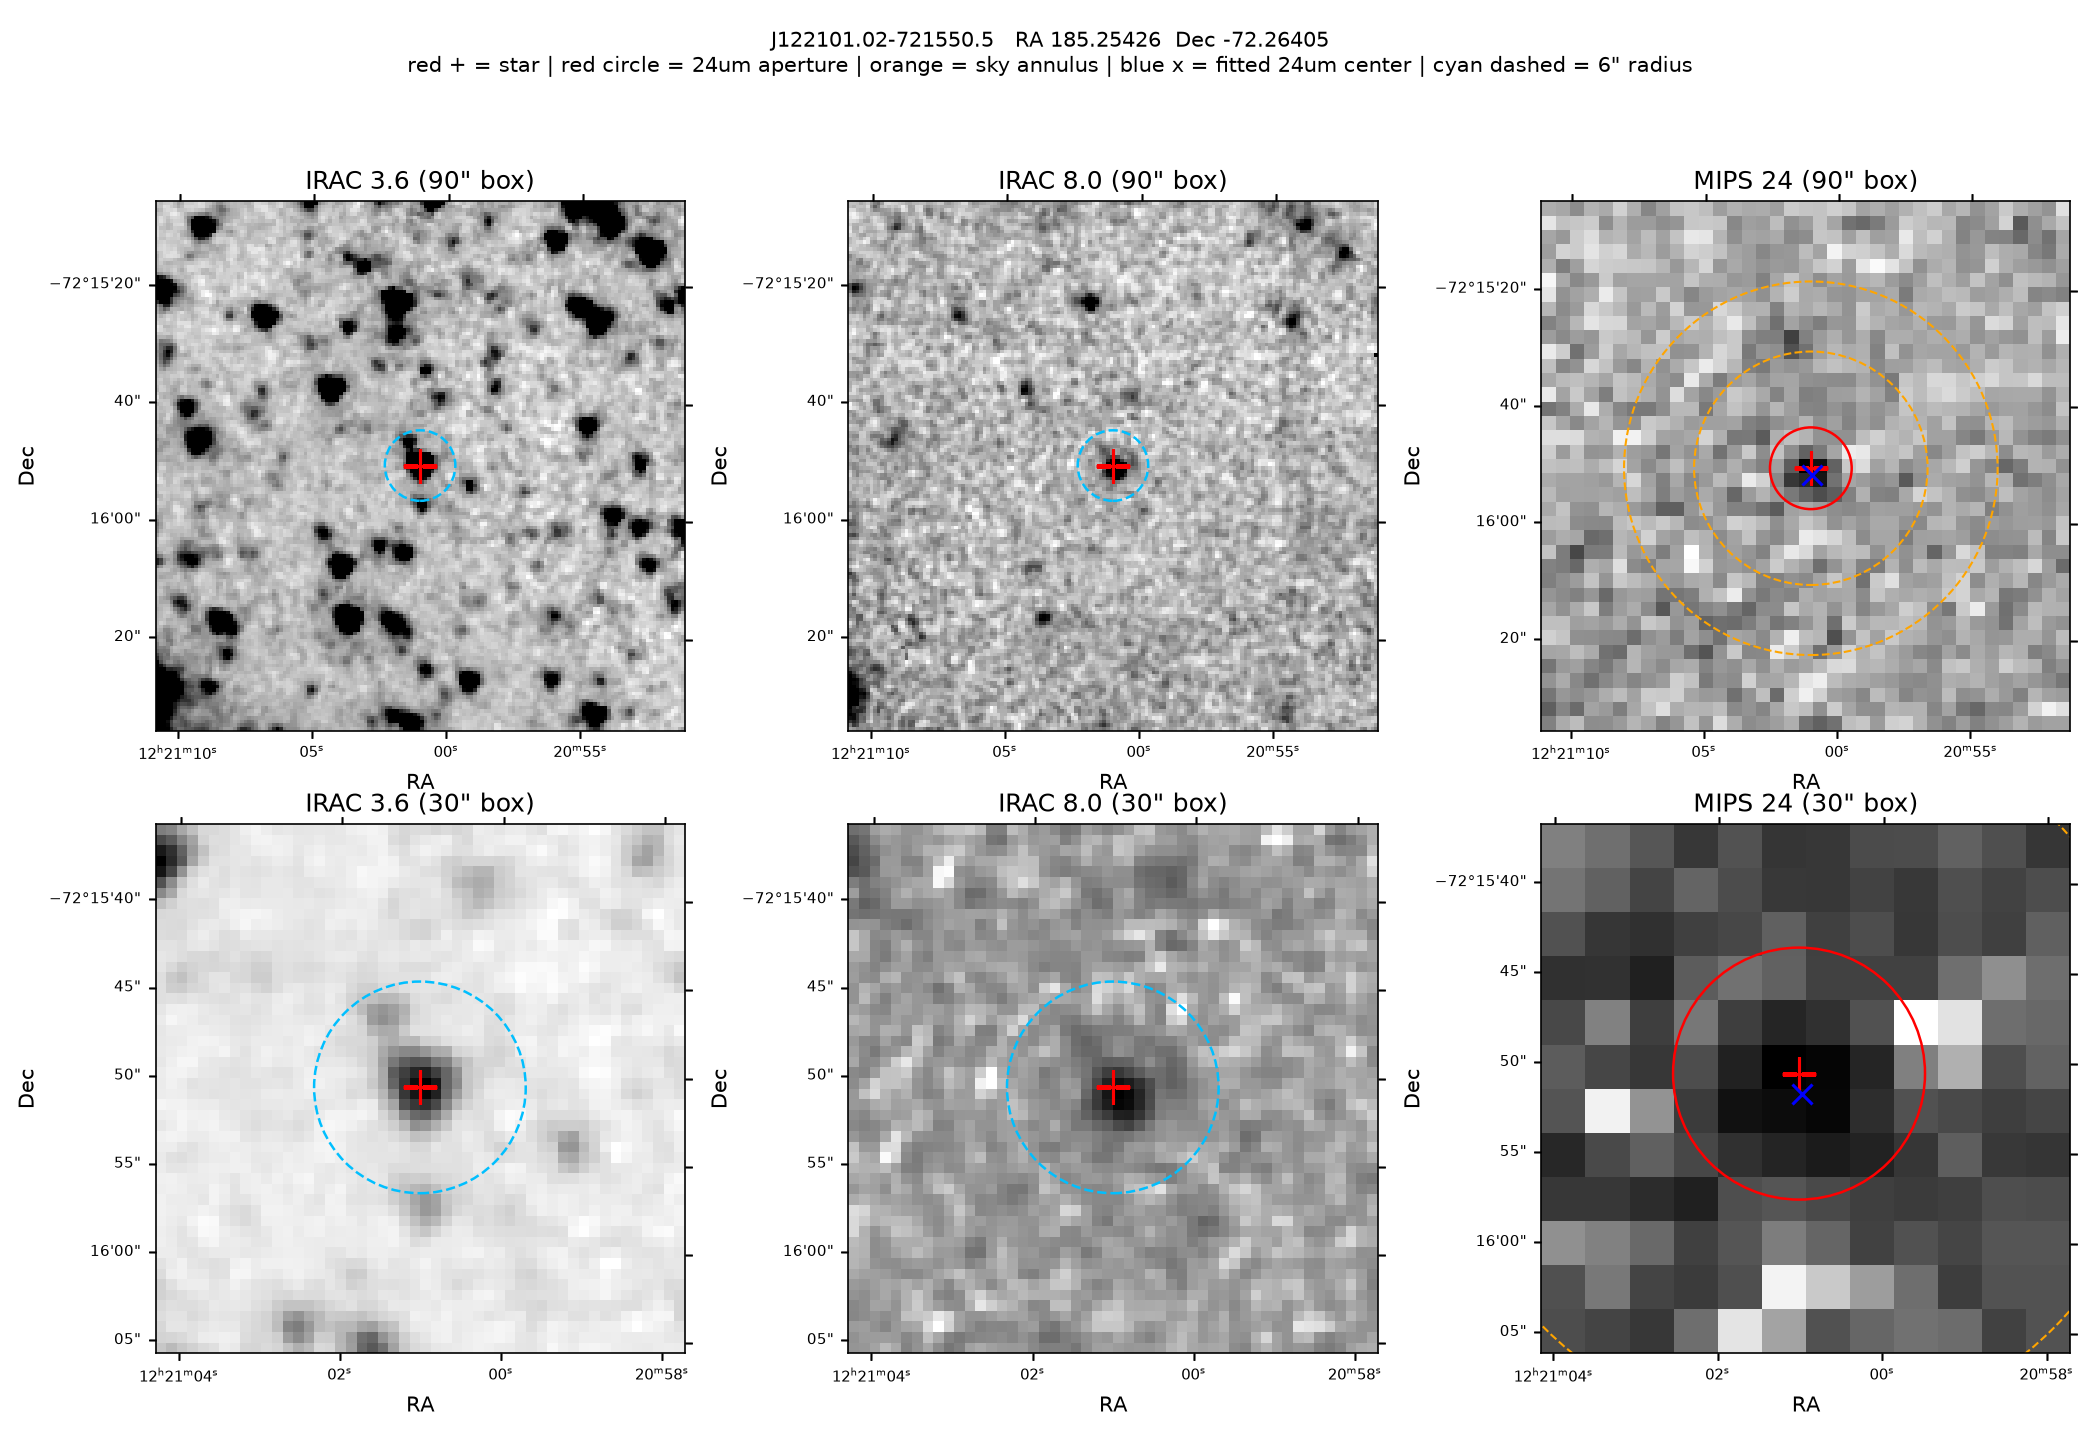 J122101.02-721550.5   RA 185.25426  Dec -72.26405
red + = star | red circle = 24um aperture | orange = sky annulus | blue x = fitted 24um center | cyan dashed = 6" radius
IRAC 3.6 (90" box)
IRAC 8.0 (90" box)
MIPS 24 (90" box)
−72°15'20"
40"
16'00"
20"
Dec
12ʰ21ᵐ10ˢ
05ˢ
00ˢ
20ᵐ55ˢ
RA
−72°15'20"
40"
16'00"
20"
Dec
12ʰ21ᵐ10ˢ
05ˢ
00ˢ
20ᵐ55ˢ
RA
−72°15'20"
40"
16'00"
20"
Dec
12ʰ21ᵐ10ˢ
05ˢ
00ˢ
20ᵐ55ˢ
RA
IRAC 3.6 (30" box)
IRAC 8.0 (30" box)
MIPS 24 (30" box)
−72°15'40"
45"
50"
55"
16'00"
05"
Dec
12ʰ21ᵐ04ˢ
02ˢ
00ˢ
20ᵐ58ˢ
RA
−72°15'40"
45"
50"
55"
16'00"
05"
Dec
12ʰ21ᵐ04ˢ
02ˢ
00ˢ
20ᵐ58ˢ
RA
−72°15'40"
45"
50"
55"
16'00"
05"
Dec
12ʰ21ᵐ04ˢ
02ˢ
00ˢ
20ᵐ58ˢ
RA